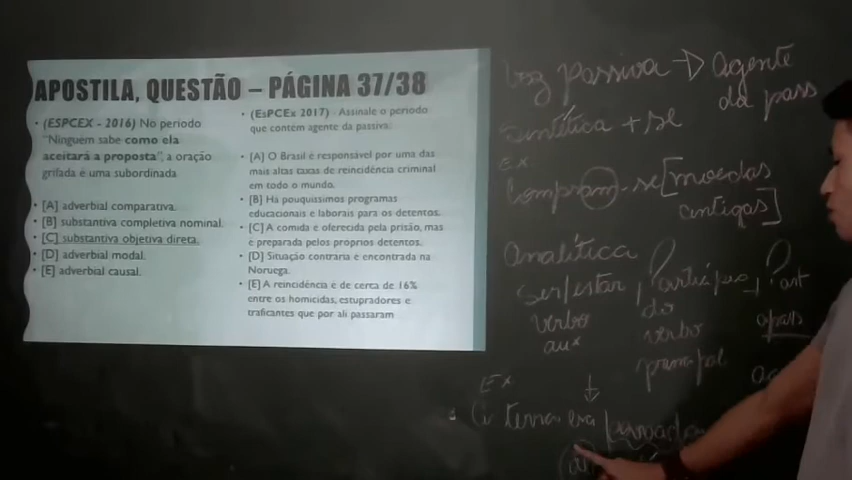 APOSTILA, QUESTÃO – PÁGINA 37/38
• (ESPCEX - 2016) No período
"Ninguém sabe como ela
aceitará a proposta", a oração
grifada é uma subordinada
• [A] adverbial comparativa.
• [B] substantiva completiva nominal.
• [C] substantiva objetiva direta.
• [D] adverbial modal.
• [E] adverbial causal.
• (EsPCEx 2017) - Assinale o período
que contém agente da passiva.
• [A] O Brasil é responsável por uma das
mais altas taxas de reincidência criminal
em todo o mundo.
• [B] Há pouquíssimos programas
educacionais e laborais para os detentos.
• [C] A comida é oferecida pela prisão, mas
é preparada pelos próprios detentos.
• [D] Situação contrária é encontrada na
Noruega.
• [E] A reincidência é de cerca de 16%
entre os homicidas, estupradores e
traficantes que por ali passaram
Voz passiva → agente
da pass
Sintética + se
Ex
Compram-se [moedas
antigas]
Analítica
Ser/estar
verbo
aux
particípio
do
verbo
principal
apass
Ex
terra era